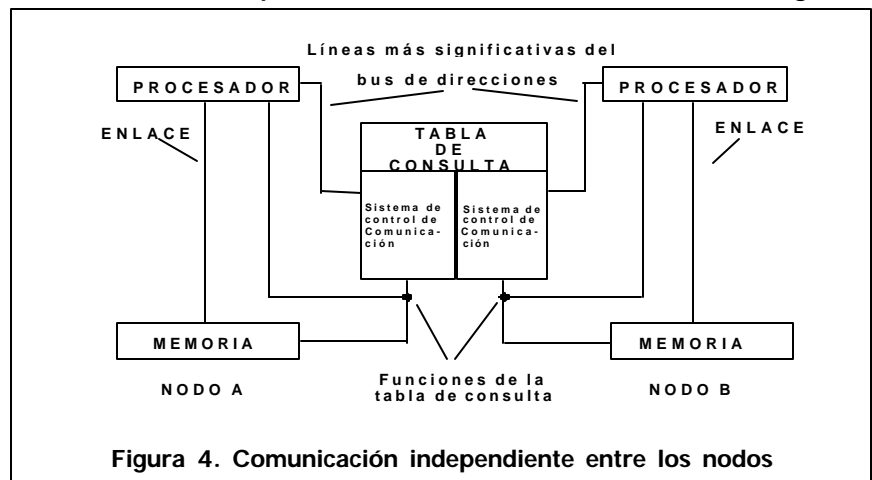 Líneas más significativas del
bus de direcciones
PROCESADOR
PROCESADOR
ENLACE
ENLACE
TABLA
DE
CONSULTA
Sistema de
control de
Comunica-
ción
Sistema de
control de
Comunica-
ción
MEMORIA
MEMORIA
NODO A
Funciones de la
tabla de consulta
NODO B
Figura 4. Comunicación independiente entre los nodos